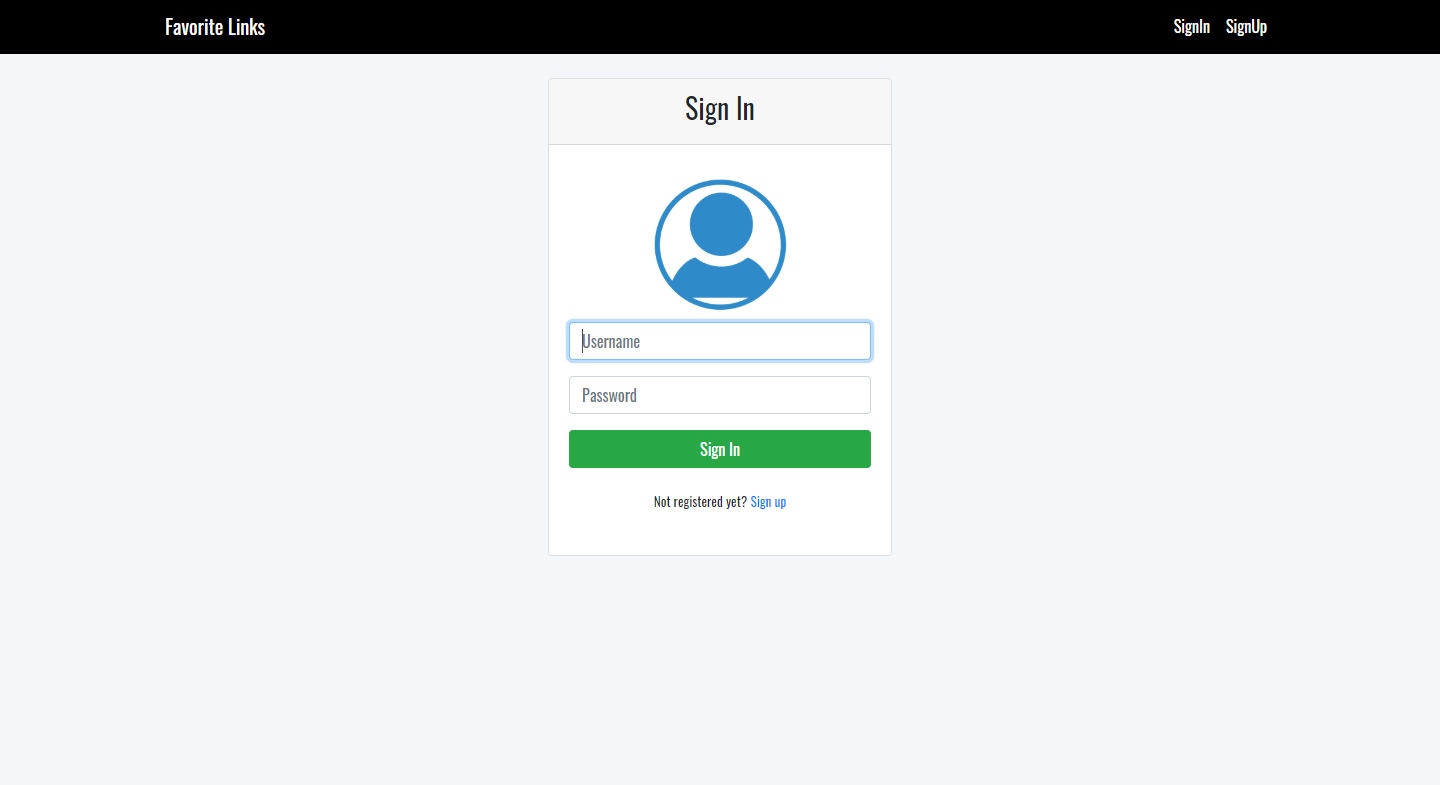 Favorite Links
SignIn SignUp
Sign In
Username
Password
Sign In
Not registered yet? Sign up